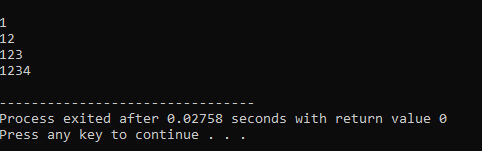 1
12
123
1234
--------------------------------
Process exited after 0.02758 seconds with return value 0
Press any key to continue . . .